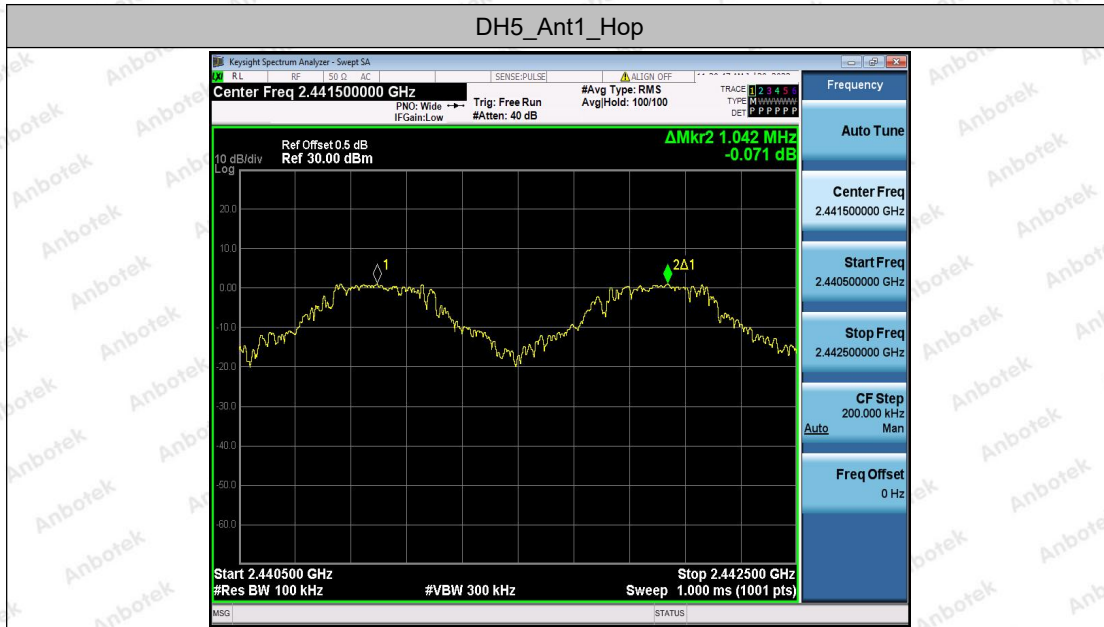 DH5_Ant1_Hop
Keysight Spectrum Analyzer - Swept SA
RL RF 50 Ω AC SENSE:PULSE ALIGN OFF
Center Freq 2.441500000 GHz
PNO: Wide
IFGain:Low
Trig: Free Run
#Atten: 40 dB
#Avg Type: RMS
Avg|Hold: 100/100
TRACE 1 2 3 4 5 6
TYPE M W W W W W
DET P P P P P P
Frequency
Auto Tune
Ref Offset 0.5 dB
10 dB/div Ref 30.00 dBm
Log
ΔMkr2 1.042 MHz
-0.071 dB
20.0
10.0
0.00
-10.0
-20.0
-30.0
-40.0
-50.0
-60.0
1
2Δ1
Center Freq
2.441500000 GHz
Start Freq
2.440500000 GHz
Stop Freq
2.442500000 GHz
CF Step
200.000 kHz
Auto Man
Freq Offset
0 Hz
Start 2.440500 GHz Stop 2.442500 GHz
#Res BW 100 kHz #VBW 300 kHz Sweep 1.000 ms (1001 pts)
MSG STATUS
Anbotek